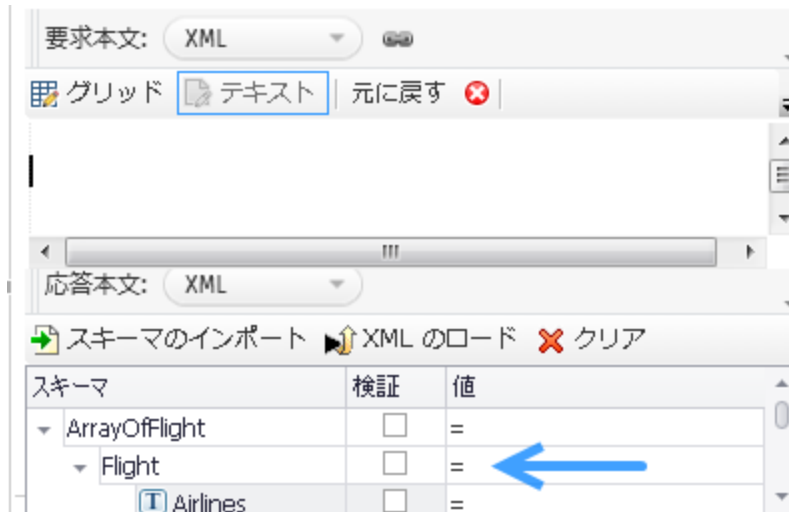 要求本文: XML
グリッド テキスト 元に戻す
応答本文: XML
スキーマのインポート XML のロード クリア
スキーマ 検証 値
ArrayOfFlight =
Flight =
T Airlines =